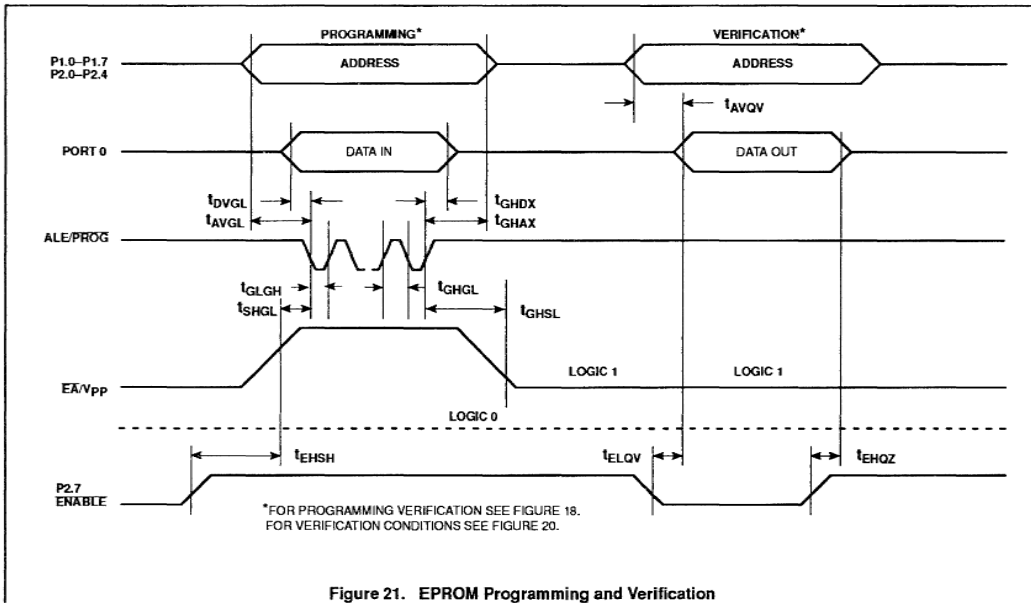 PROGRAMMING*
VERIFICATION*
P1.0–P1.7
P2.0–P2.4
ADDRESS
ADDRESS
tAVQV
PORT 0
DATA IN
DATA OUT
tDVGL
tGHDX
tAVGL
tGHAX
ALE/PROG
tGLGH
tGHGL
tSHGL
tGHSL
LOGIC 1
LOGIC 1
EA/VPP
LOGIC 0
tEHSH
tELQV
tEHQZ
P2.7
ENABLE
*FOR PROGRAMMING VERIFICATION SEE FIGURE 18.
FOR VERIFICATION CONDITIONS SEE FIGURE 20.
Figure 21. EPROM Programming and Verification